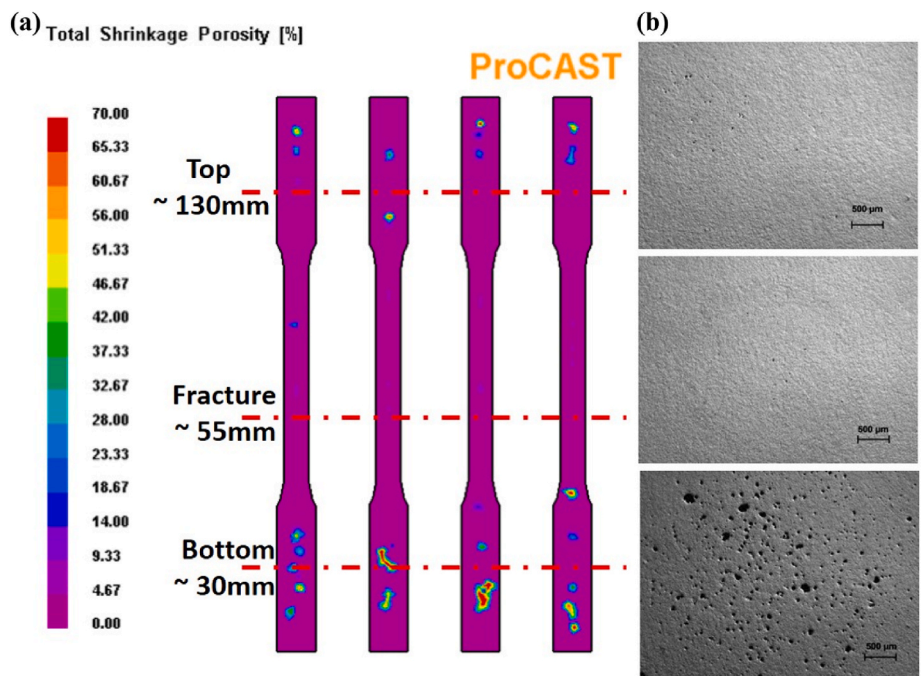 (a) Total Shrinkage Porosity [%]
ProCAST
70.00
65.33
60.67
56.00
51.33
46.67
42.00
37.33
32.67
28.00
23.33
18.67
14.00
9.33
4.67
0.00
Top
~ 130mm
Fracture
~ 55mm
Bottom
~ 30mm
(b)
500 µm
500 µm
500 µm